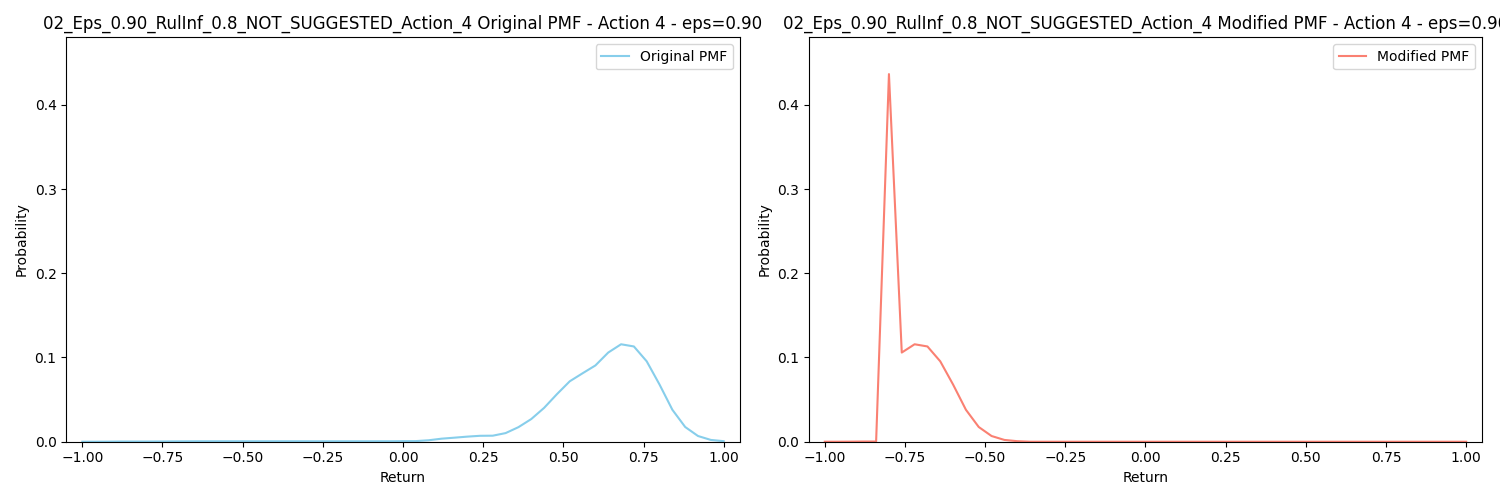 02_Eps_0.90_RulInf_0.8_NOT_SUGGESTED_Action_4 Original PMF - Action 4 - eps=0.90
Original PMF
0.4
0.3
0.2
0.1
0.0
Probability
−1.00 −0.75 −0.50 −0.25 0.00 0.25 0.50 0.75 1.00
Return
02_Eps_0.90_RulInf_0.8_NOT_SUGGESTED_Action_4 Modified PMF - Action 4 - eps=0.90
Modified PMF
0.4
0.3
0.2
0.1
0.0
Probability
−1.00 −0.75 −0.50 −0.25 0.00 0.25 0.50 0.75 1.00
Return